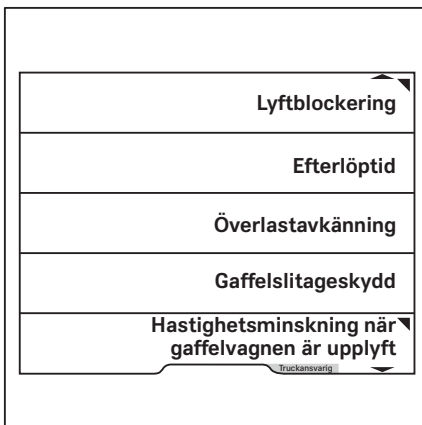 Lyftblockering
Efterlöptid
Överlastavkänning
Gaffelslitageskydd
Hastighetsminskning när
gaffelvagnen är upplyft
Truckansvarig